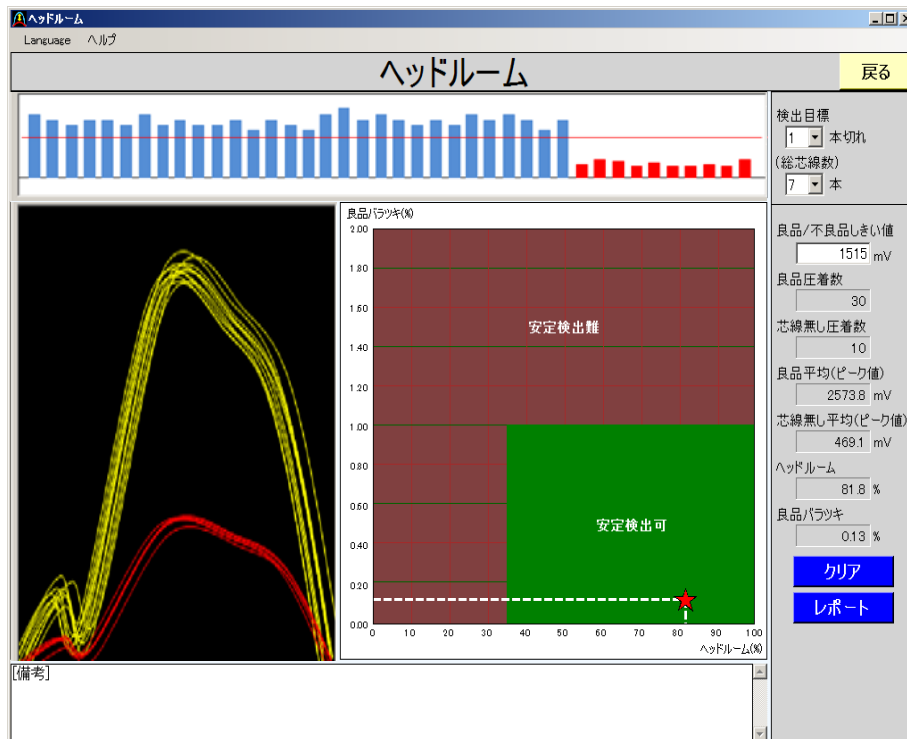 ヘッドルーム
Language ヘルプ
ヘッドルーム
戻る
検出目標
1 本切れ
(総芯線数)
7 本
良品/不良品しきい値
1515 mV
良品圧着数
30
芯線無し圧着数
10
良品平均(ピーク値)
2573.8 mV
芯線無し平均(ピーク値)
469.1 mV
ヘッドルーム
81.8 %
良品バラツキ
0.13 %
クリア
レポート
良品バラツキ(%)
2.00
1.80
1.60
1.40
1.20
1.00
0.80
0.60
0.40
0.20
0.00
安定検出難
安定検出可
0 10 20 30 40 50 60 70 80 90 100
ヘッドルーム(%)
[備考]